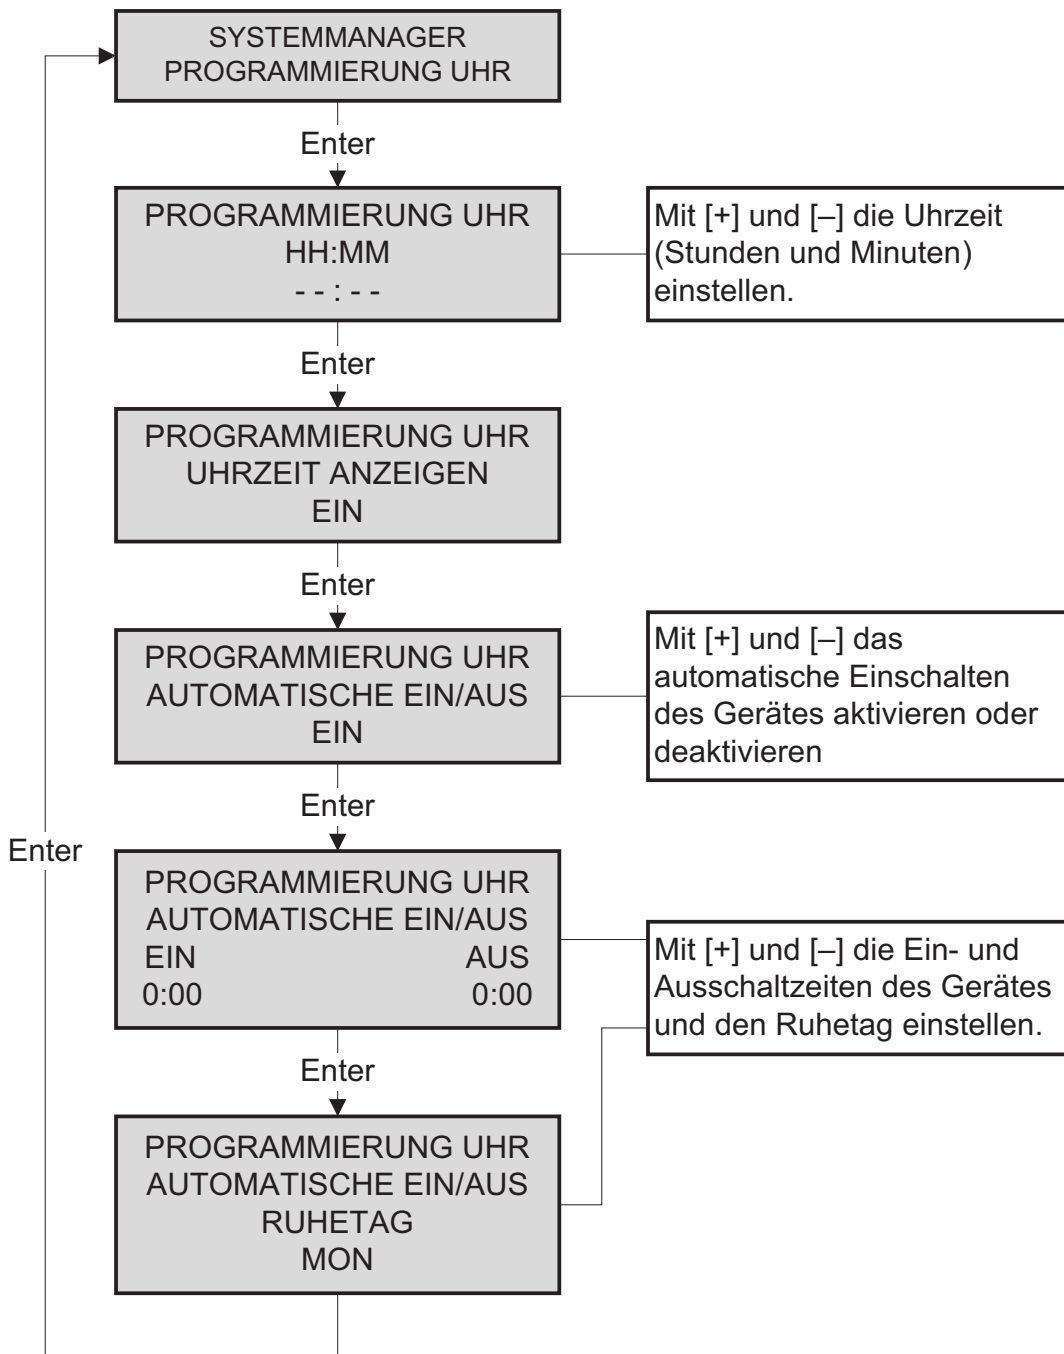 SYSTEMMANAGER
PROGRAMMIERUNG UHR
Enter
PROGRAMMIERUNG UHR
HH:MM
- - : - -
Mit [+] und [–] die Uhrzeit
(Stunden und Minuten)
einstellen.
Enter
PROGRAMMIERUNG UHR
UHRZEIT ANZEIGEN
EIN
Enter
PROGRAMMIERUNG UHR
AUTOMATISCHE EIN/AUS
EIN
Mit [+] und [–] das
automatische Einschalten
des Gerätes aktivieren oder
deaktivieren
Enter
Enter
PROGRAMMIERUNG UHR
AUTOMATISCHE EIN/AUS
EIN AUS
0:00 0:00
Mit [+] und [–] die Ein- und
Ausschaltzeiten des Gerätes
und den Ruhetag einstellen.
Enter
PROGRAMMIERUNG UHR
AUTOMATISCHE EIN/AUS
RUHETAG
MON